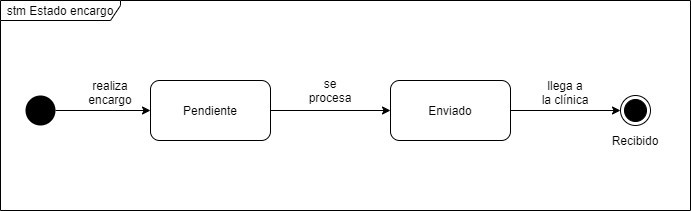 stm Estado encargo
realiza
encargo
Pendiente
se
procesa
Enviado
llega a
la clínica
Recibido